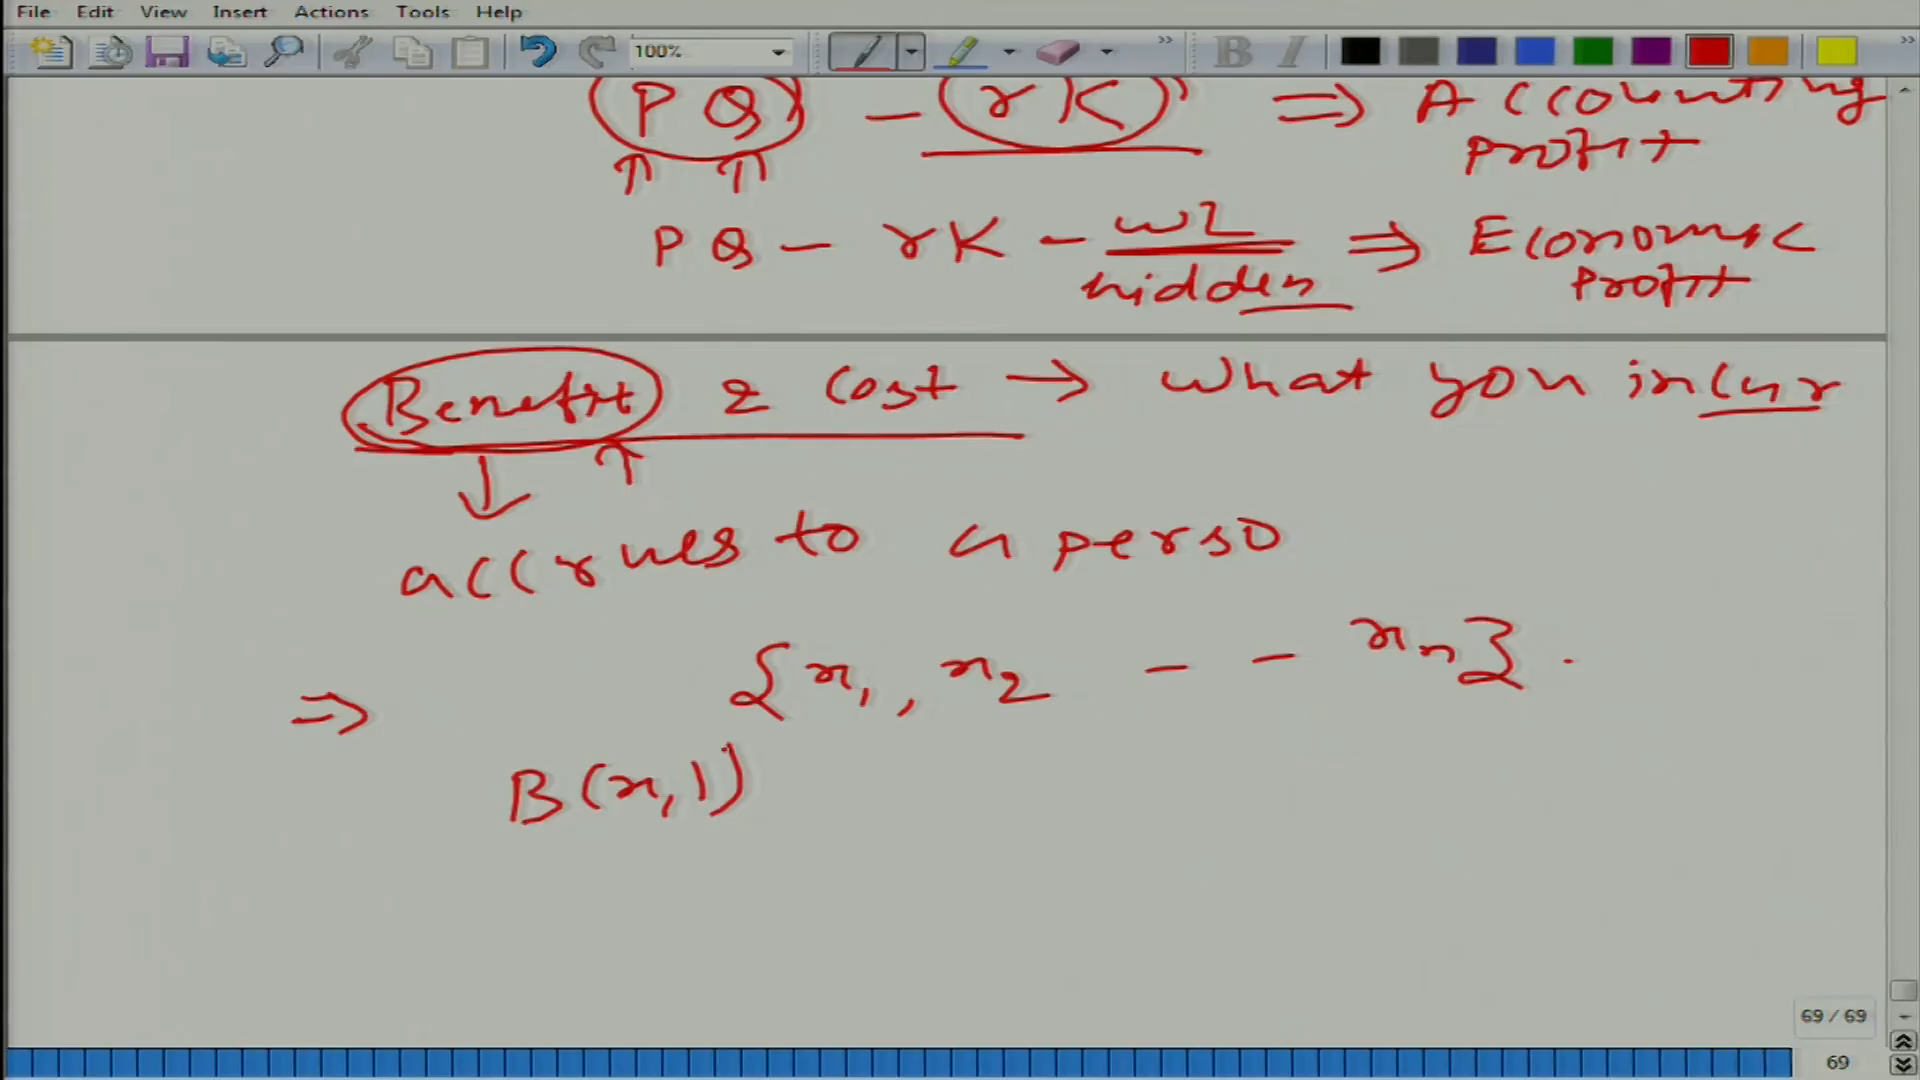 File Edit View Insert Actions Tools Help
100%
B I
PQ - (rK) ⇒ Accounting
Profit
PQ - rK - wL ⇒ Economic
hidden Profit
Benefit & cost → what you incur
accrues to a perso
⇒ {x1, x2 - - xn} .
B(x,1)
69 / 69
69